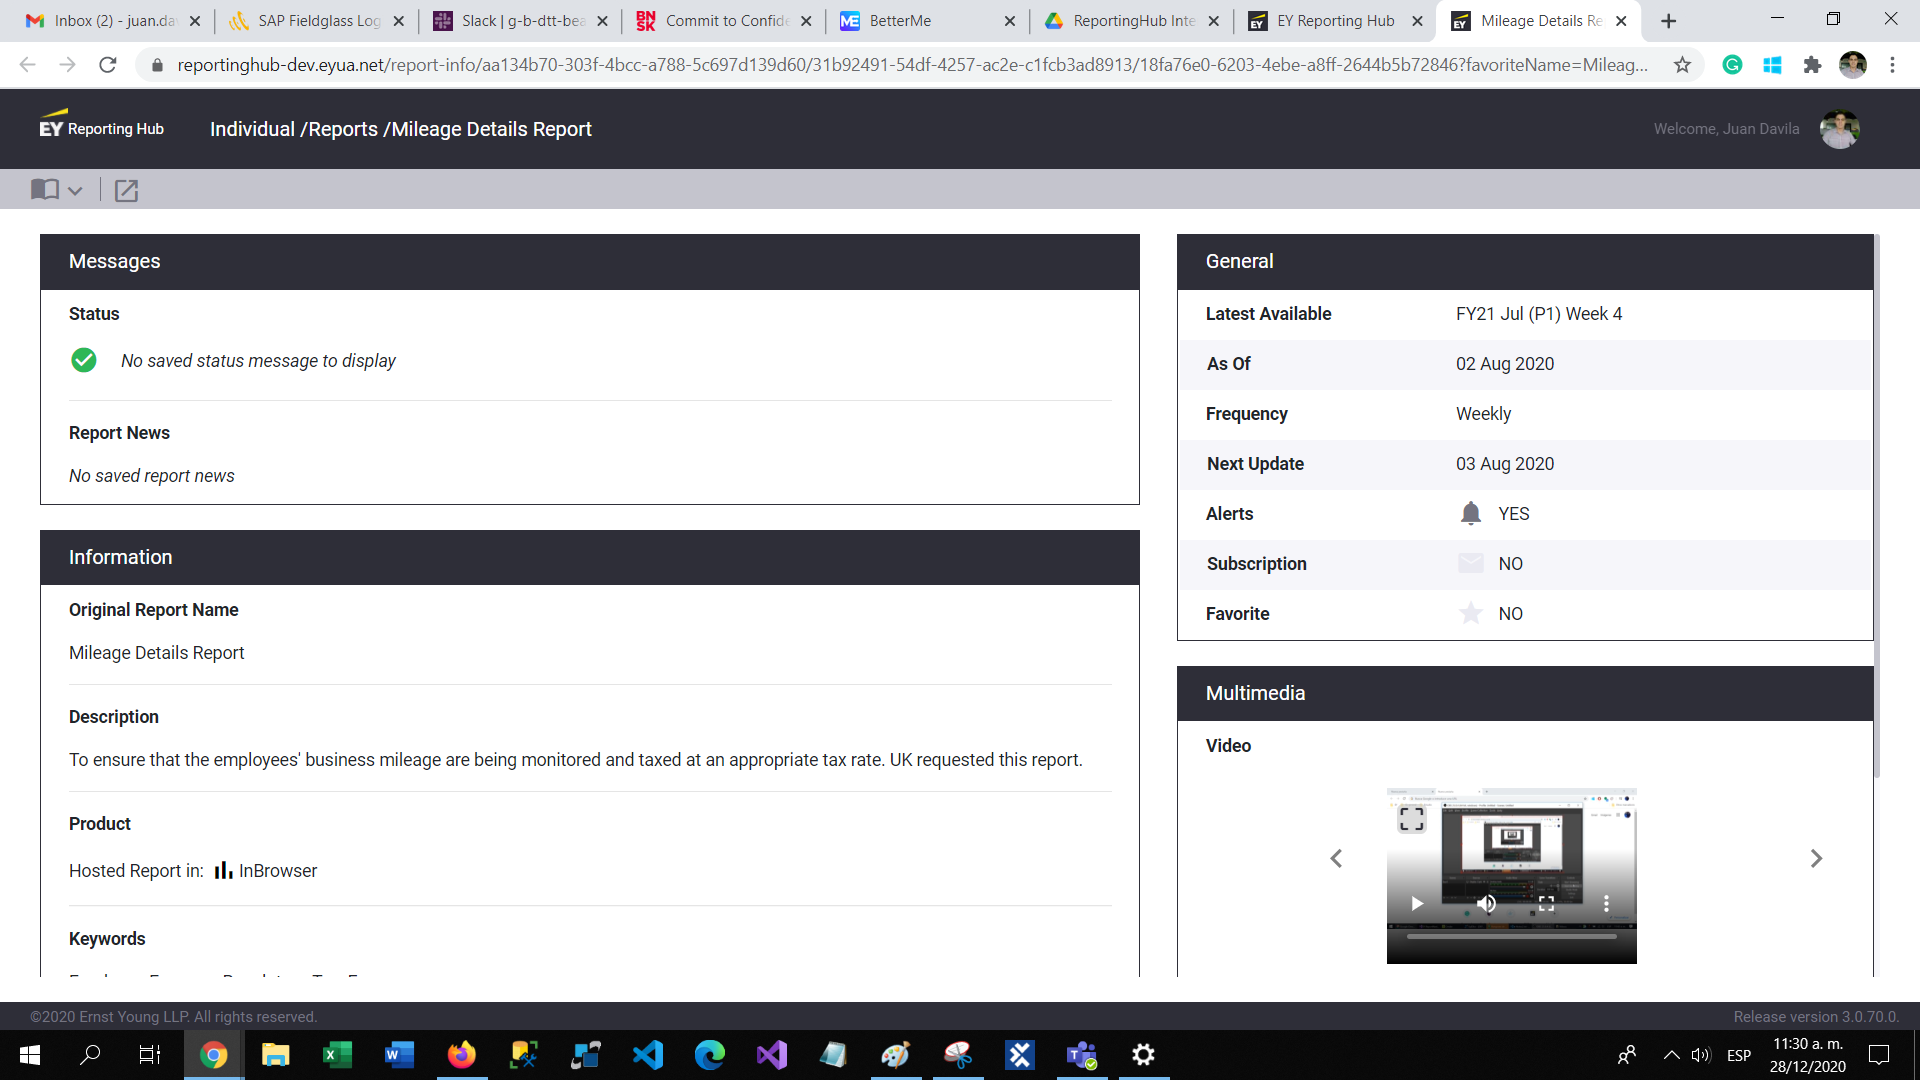 Inbox (2) - juan.da
SAP Fieldglass Log
Slack | g-b-dtt-bea
Commit to Confide
BetterMe
ReportingHub Inte
EY Reporting Hub
Mileage Details Re
reportinghub-dev.eyua.net/report-info/aa134b70-303f-4bcc-a788-5c697d139d60/31b92491-54df-4257-ac2e-c1fcb3ad8913/18fa76e0-6203-4ebe-a8ff-2644b5b72846?favoriteName=Mileag...
EY Reporting Hub
Individual /Reports /Mileage Details Report
Welcome, Juan Davila
Messages
Status
No saved status message to display
Report News
No saved report news
Information
Original Report Name
Mileage Details Report
Description
To ensure that the employees' business mileage are being monitored and taxed at an appropriate tax rate. UK requested this report.
Product
Hosted Report in: InBrowser
Keywords
General
Latest Available FY21 Jul (P1) Week 4
As Of 02 Aug 2020
Frequency Weekly
Next Update 03 Aug 2020
Alerts YES
Subscription NO
Favorite NO
Multimedia
Video
©2020 Ernst Young LLP. All rights reserved.
Release version 3.0.70.0.
ESP
11:30 a. m.
28/12/2020